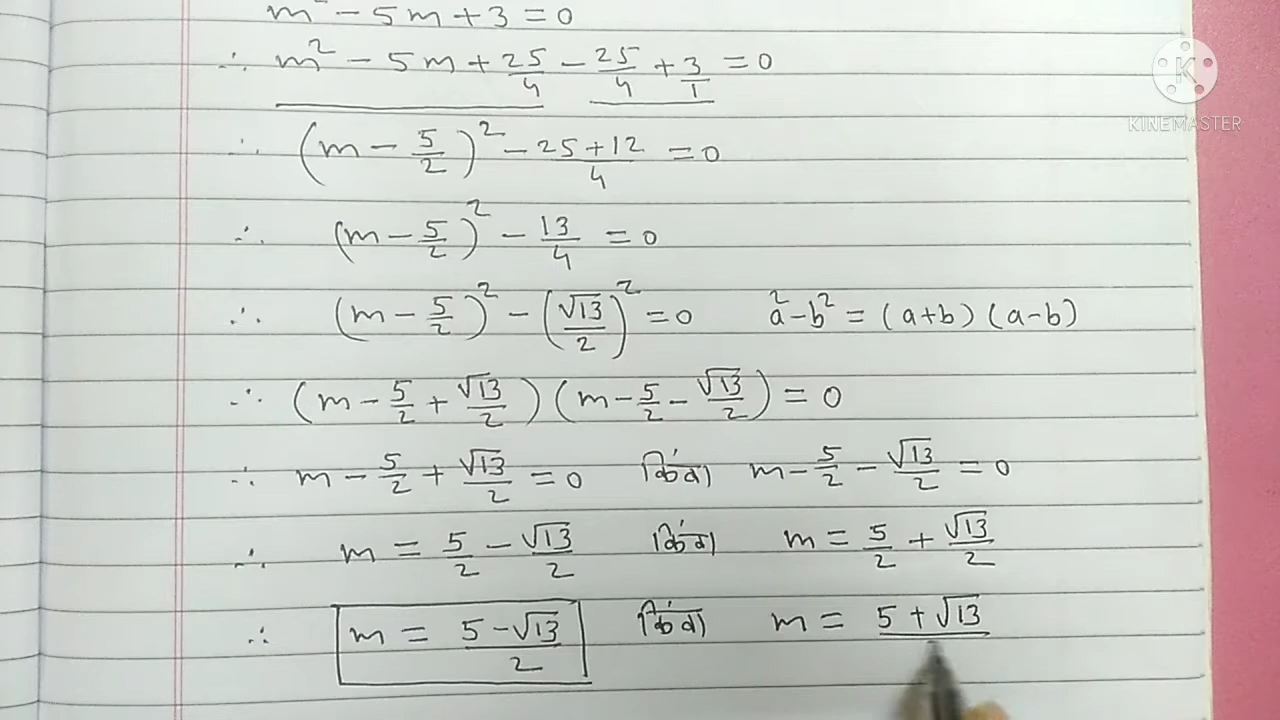 m² - 5m + 3 = 0
∴ m² - 5m + 25/4 - 25/4 + 3/1 = 0
∴ (m - 5/2)² - 25 + 12/4 = 0
∴ (m - 5/2)² - 13/4 = 0
∴ (m - 5/2)² - (√13/2)² = 0 a² - b² = (a+b) (a-b)
∴ (m - 5/2 + √13/2) (m - 5/2 - √13/2) = 0
∴ m - 5/2 + √13/2 = 0 किंवा m - 5/2 - √13/2 = 0
∴ m = 5/2 - √13/2 किंवा m = 5/2 + √13/2
∴ m = 5 - √13/2 किंवा m = 5 + √13
K
KINEMASTER